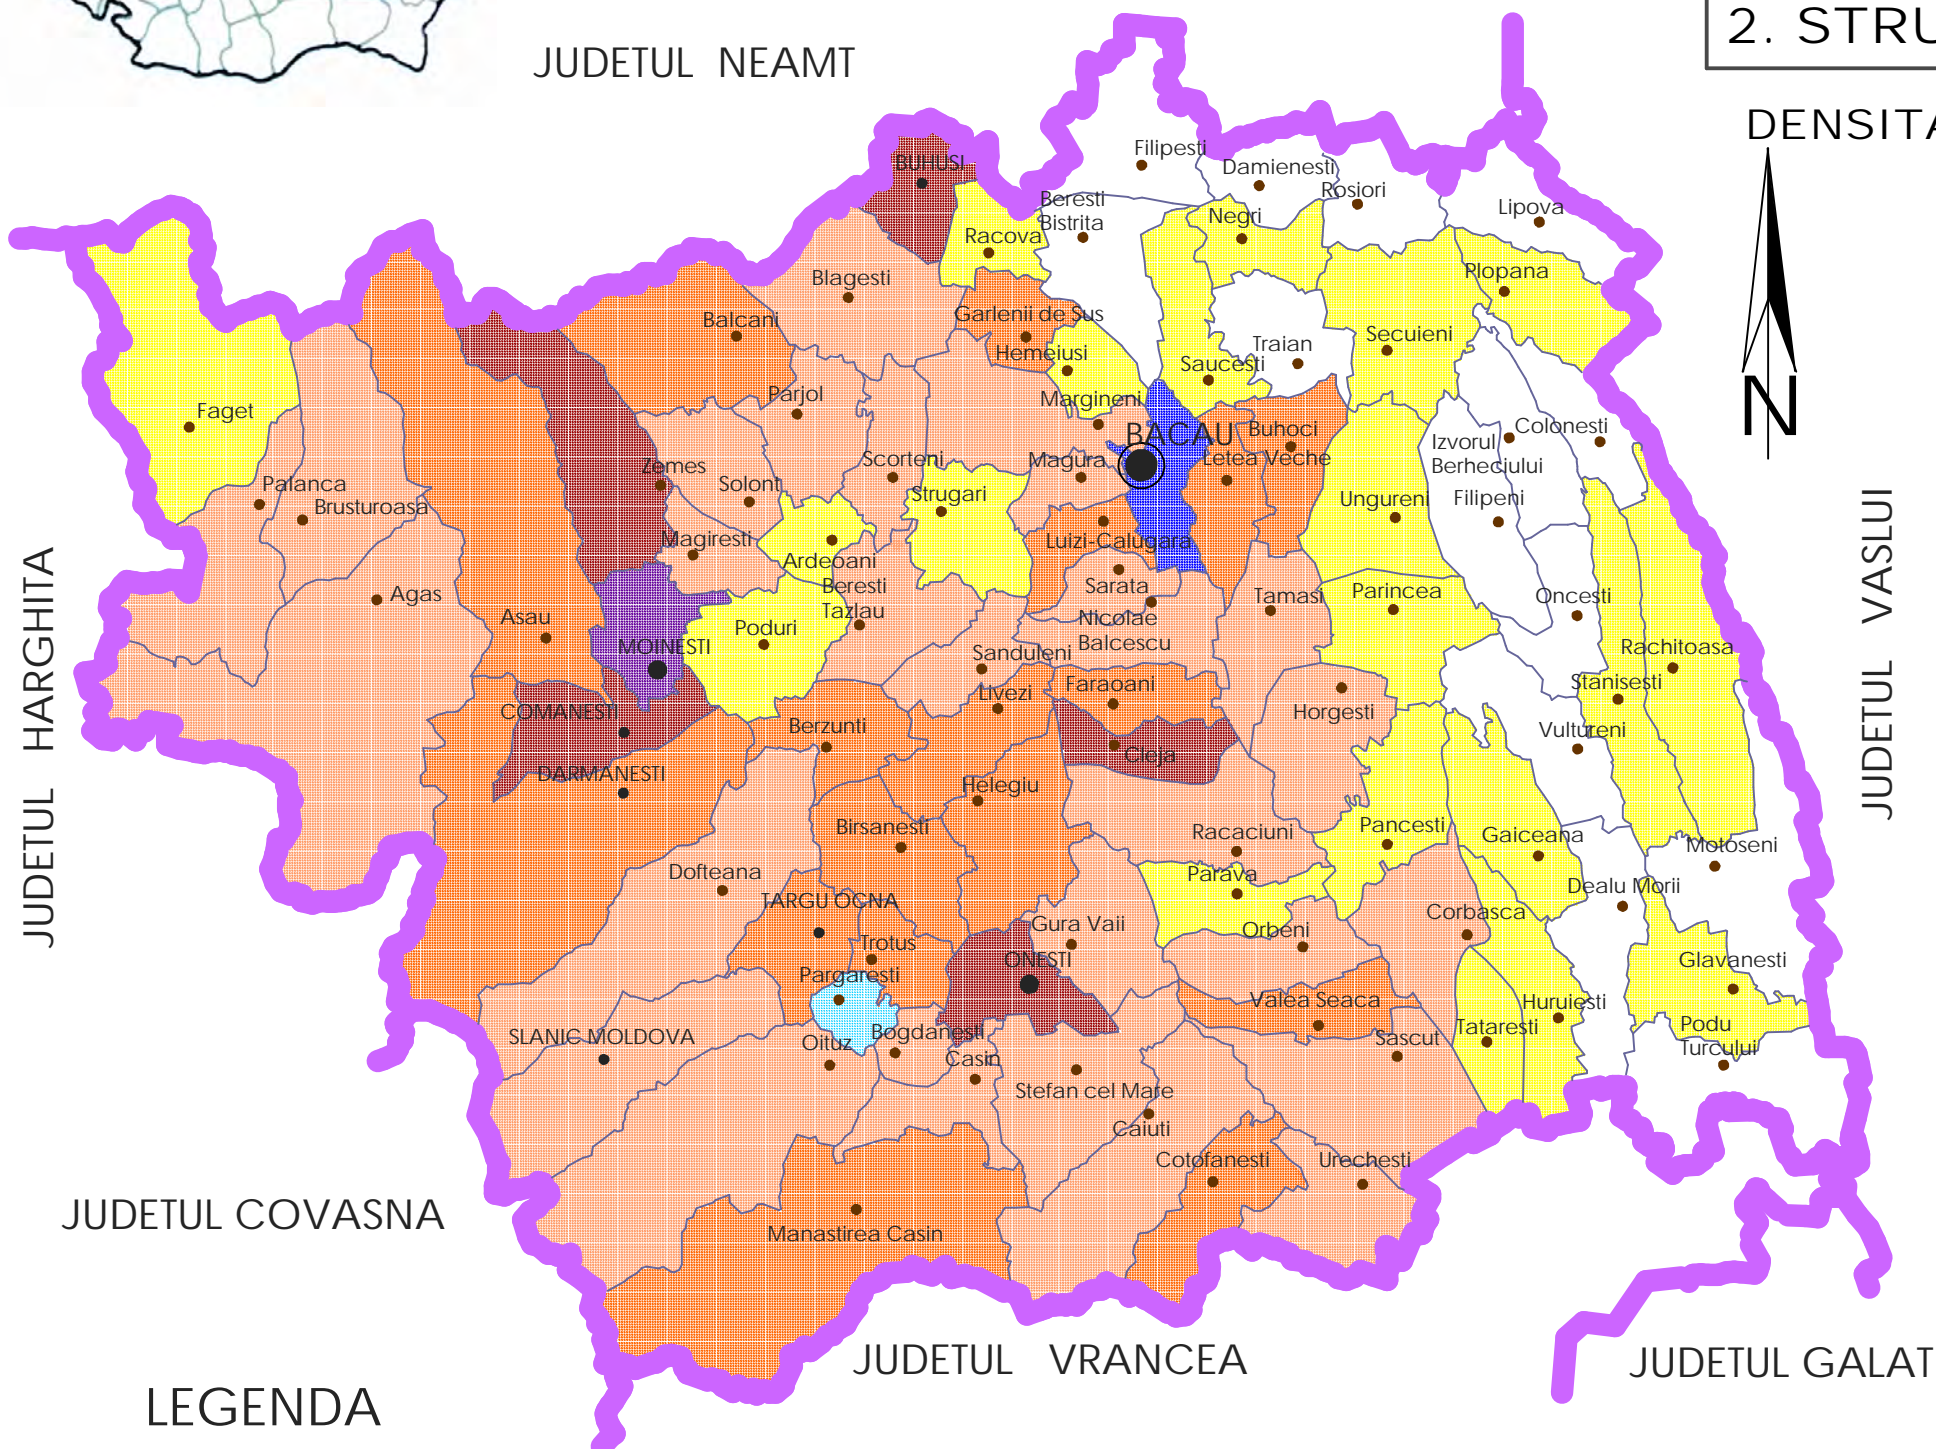 2. STRU
JUDETUL NEAMT
DENSITA
N
Filipesti
Damienesti
BUHUSI
Rosiori
Beresti
Bistrita
Lipova
Negri
Racova
Plopana
Blagesti
Garlenii de Sus
Balcani
Secuieni
Traian
Hemeiusi
Saucesti
Parjol
Margineni
Faget
BACAU
Buhoci
Colonesti
Izvorul
Berheciului
Scorteni
Magura
Letea Veche
Zemes
Solont
Palanca
Strugari
Ungureni
Filipeni
Brusturoasa
Magiresti
Luizi-Calugara
Ardeoani
Beresti
Tazlau
Sarata
Agas
Tamasi
Parincea
Oncesti
Asau
Nicolae
Balcescu
Poduri
MOINESTI
Sanduleni
Rachitoasa
Faraoani
Stanisesti
Livezi
COMANESTI
Horgesti
Berzunti
Vultureni
Cleja
DARMANESTI
Helegiu
Birsanesti
Racaciuni
Pancesti
Gaiceana
Motoseni
Dofteana
Parava
Dealu Morii
TARGU OCNA
Gura Vaii
Corbasca
Orbeni
Trotus
ONESTI
Glavanesti
Pargaresti
Valea Seaca
Huruiesti
SLANIC MOLDOVA
Bogdanesti
Oituz
Casin
Sascut
Tataresti
Podu
Turcului
Stefan cel Mare
Caiuti
Cotofanesti
Urechesti
Manastirea Casin
JUDETUL HARGHITA
JUDETUL VASLUI
JUDETUL COVASNA
JUDETUL VRANCEA
JUDETUL GALAT
LEGENDA